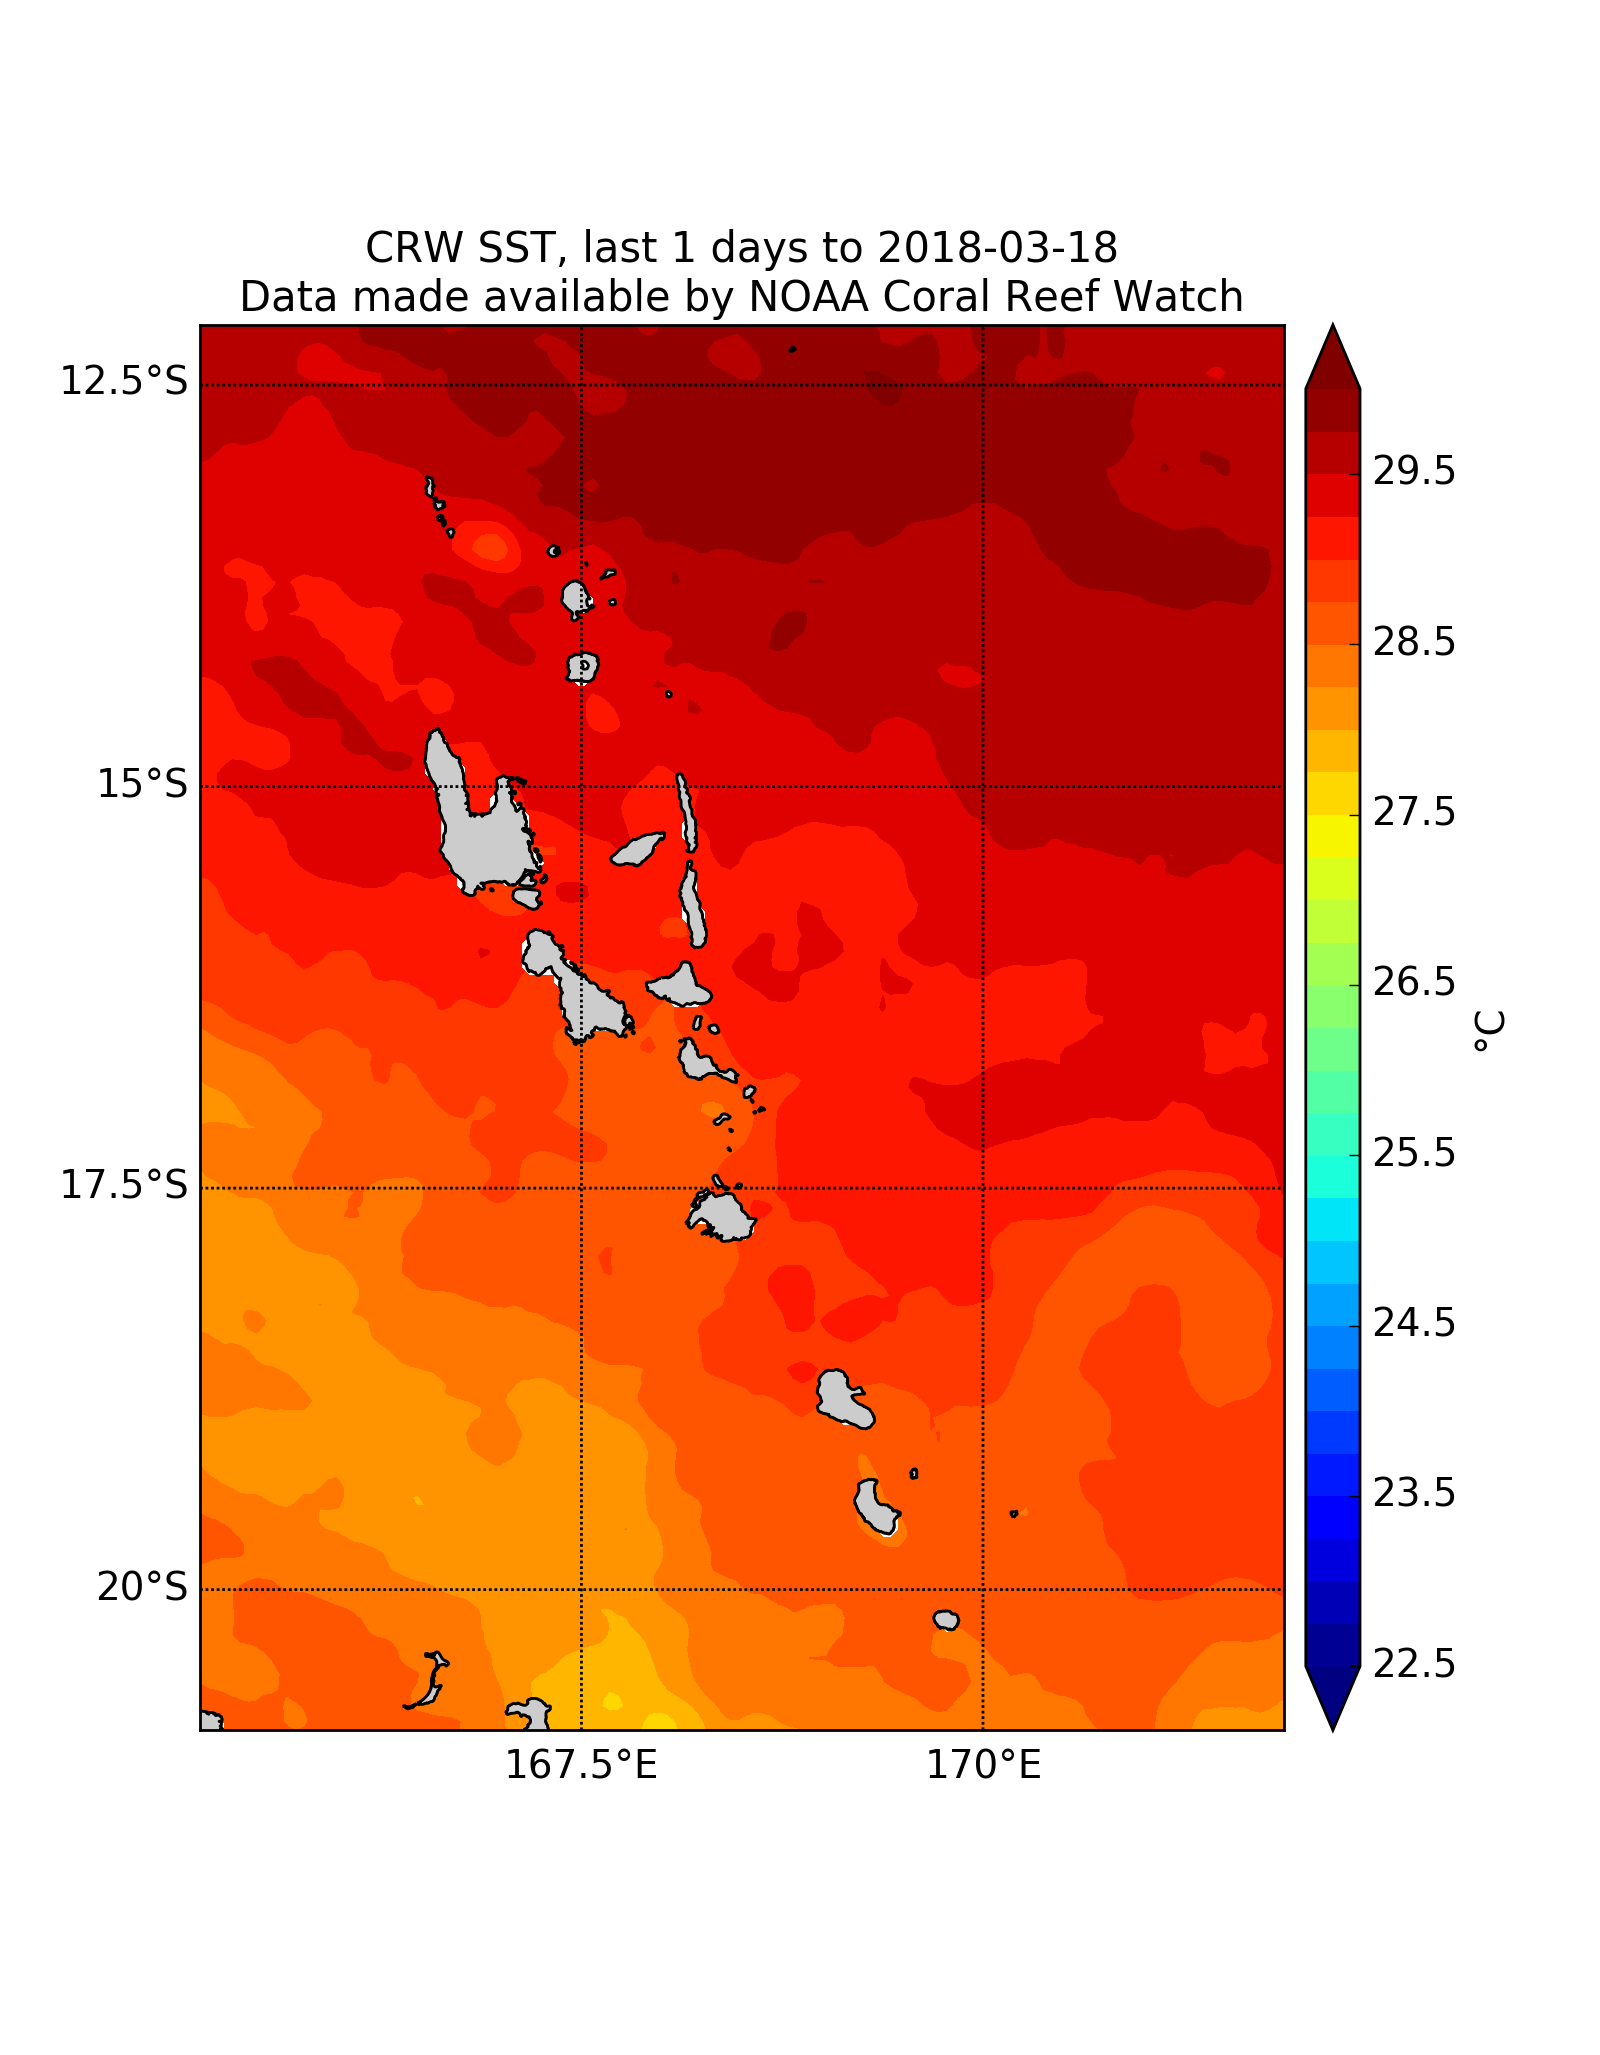 CRW SST, last 1 days to 2018-03-18
Data made available by NOAA Coral Reef Watch
12.5°S
15°S
17.5°S
20°S
167.5°E
170°E
29.5
28.5
27.5
26.5
25.5
24.5
23.5
22.5
°C